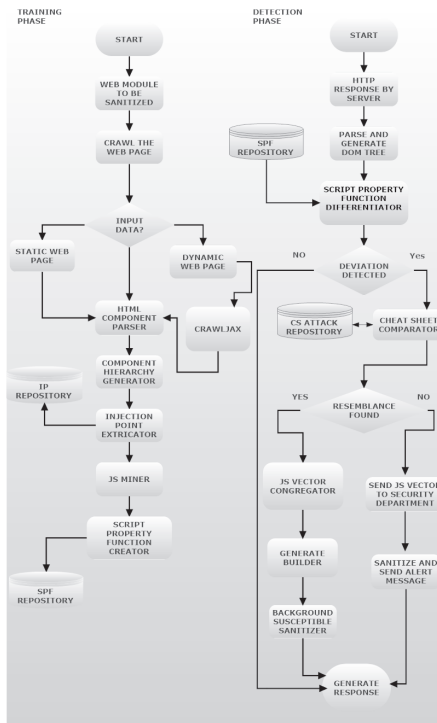 TRAINING
PHASE
START
WEB MODULE
TO BE
SANITIZED
CRAWL THE
WEB PAGE
INPUT
DATA?
STATIC WEB
PAGE
DYNAMIC
WEB PAGE
CRAWLJAX
HTML
COMPONENT
PARSER
COMPONENT
HIERARCHY
GENERATOR
IP
REPOSITORY
INJECTION
POINT
EXTRICATOR
JS MINER
SCRIPT
PROPERTY
FUNCTION
CREATOR
SPF
REPOSITORY
DETECTION
PHASE
START
HTTP
RESPONSE BY
SERVER
SPF
REPOSITORY
PARSE AND
GENERATE
DOM TREE
SCRIPT PROPERTY
FUNCTION
DIFFERENTIATOR
NO
Yes
DEVIATION
DETECTED
CS ATTACK
REPOSITORY
CHEAT SHEET
COMPARATOR
YES
NO
RESEMBLANCE
FOUND
JS VECTOR
CONGREGATOR
SEND JS VECTOR
TO SECURITY
DEPARTMENT
GENERATE
BUILDER
SANITIZE AND
SEND ALERT
MESSAGE
BACKGROUND
SUSCEPTIBLE
SANITIZER
GENERATE
RESPONSE